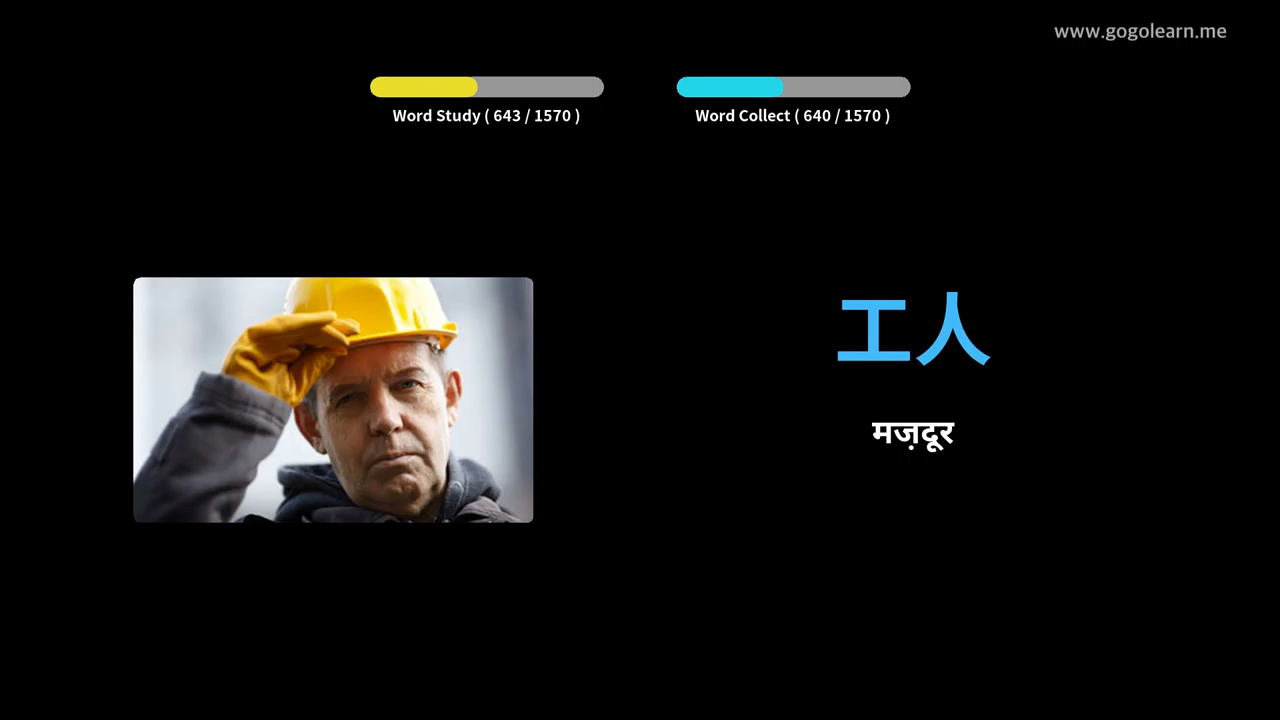 www.gogolearn.me
Word Study ( 643 / 1570 )
Word Collect ( 640 / 1570 )
工人
मज़दूर